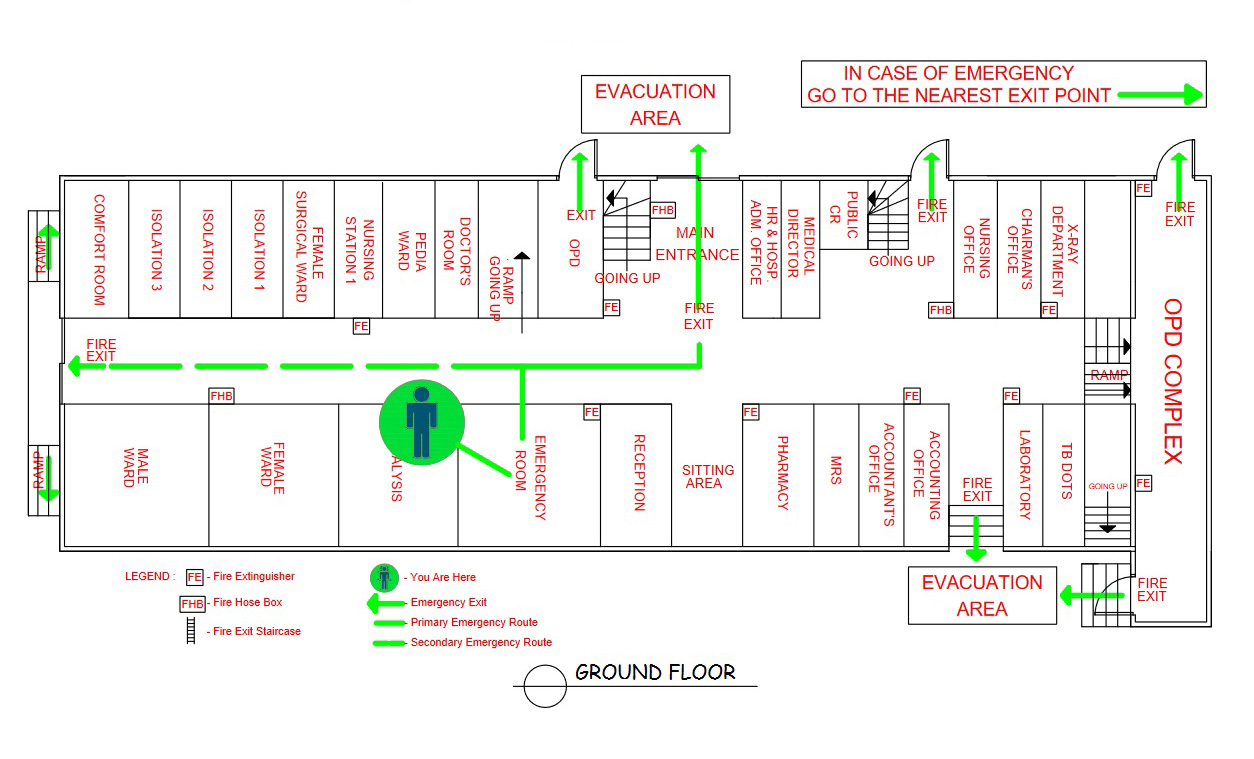 IN CASE OF EMERGENCY
GO TO THE NEAREST EXIT POINT
EVACUATION
AREA
COMFORT ROOM
ISOLATION 3
ISOLATION 2
ISOLATION 1
FEMALE
SURGICAL WARD
NURSING
STATION 1
PEDIA
WARD
DOCTOR'S
ROOM
RAMP
GOING UP
EXIT
OPD
GOING UP
FHB
MAIN
ENTRANCE
HR & HOSP.
ADM. OFFICE
MEDICAL
DIRECTOR
PUBLIC
CR
GOING UP
FIRE
EXIT
NURSING
OFFICE
CHAIRMAN'S
OFFICE
X-RAY
DEPARTMENT
FE
FIRE
EXIT
RAMP
FE
FE
FIRE
EXIT
FHB
FE
OPD COMPLEX
FIRE
EXIT
RAMP
FHB
FE
FE
FE
FE
RAMP
MALE
WARD
FEMALE
WARD
ALYSIS
EMERGENCY
ROOM
RECEPTION
SITTING
AREA
PHARMACY
MRS
ACCOUNTANT'S
OFFICE
ACCOUNTING
OFFICE
FIRE
EXIT
LABORATORY
TB DOTS
GOING UP
FE
EVACUATION
AREA
FIRE
EXIT
LEGEND :
FE - Fire Extinguisher
FHB - Fire Hose Box
- Fire Exit Staircase
- You Are Here
- Emergency Exit
- Primary Emergency Route
- Secondary Emergency Route
GROUND FLOOR